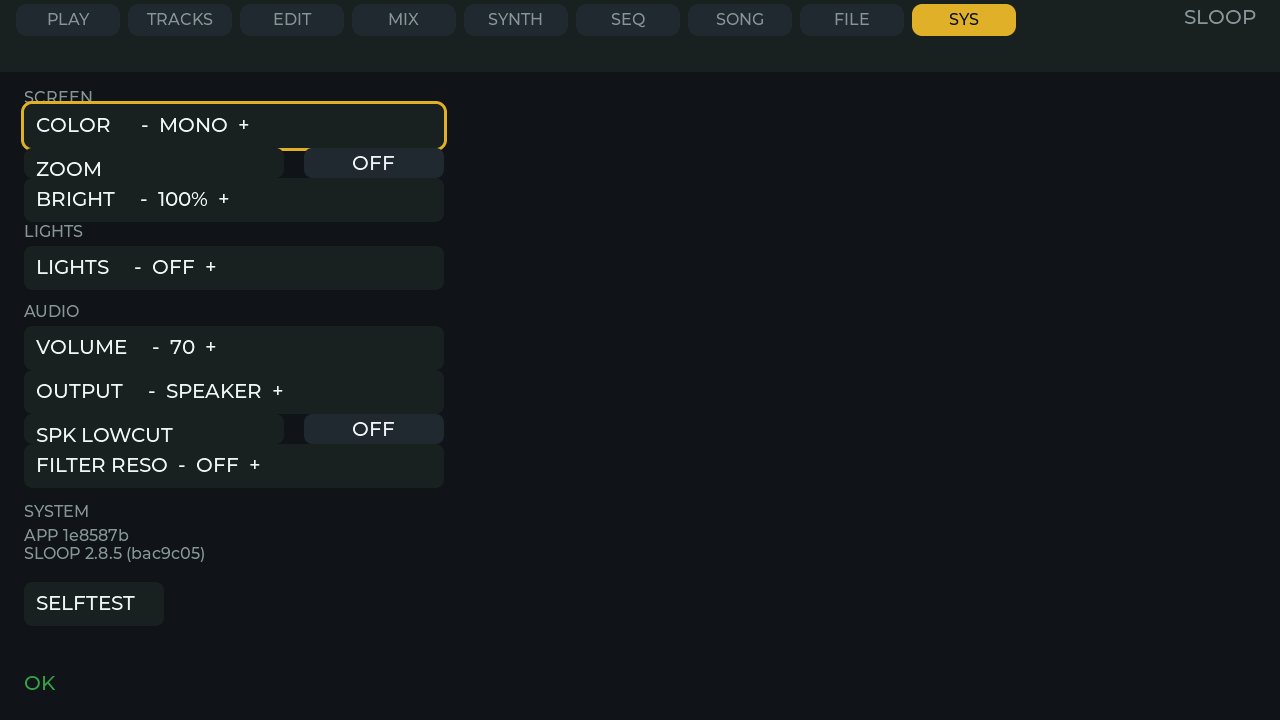 PLAY TRACKS EDIT MIX SYNTH SEQ SONG FILE SYS SLOOP
SCREEN
COLOR - MONO +
ZOOM OFF
BRIGHT - 100% +
LIGHTS
LIGHTS - OFF +
AUDIO
VOLUME - 70 +
OUTPUT - SPEAKER +
SPK LOWCUT OFF
FILTER RESO - OFF +
SYSTEM
APP 1e8587b
SLOOP 2.8.5 (bac9c05)
SELFTEST
OK